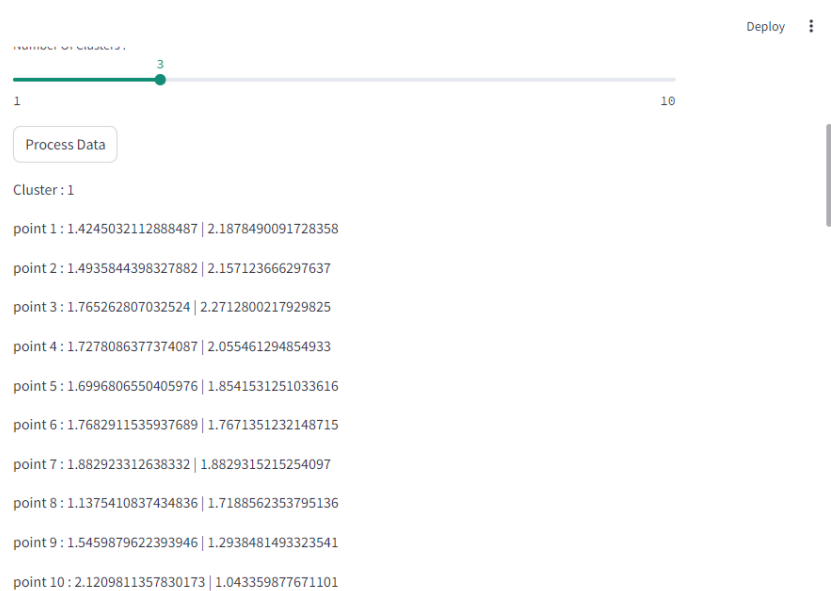 Deploy
Number of Clusters :
3
1
10
Process Data
Cluster : 1
point 1 : 1.4245032112888487 | 2.1878490091728358
point 2 : 1.4935844398327882 | 2.157123666297637
point 3 : 1.765262807032524 | 2.2712800217929825
point 4 : 1.7278086377374087 | 2.055461294854933
point 5 : 1.6996806550405976 | 1.8541531251033616
point 6 : 1.7682911535937689 | 1.7671351232148715
point 7 : 1.882923312638332 | 1.8829315215254097
point 8 : 1.1375410837434836 | 1.7188562353795136
point 9 : 1.5459879622393946 | 1.2938481493323541
point 10 : 2.1209811357830173 | 1.043359877671101